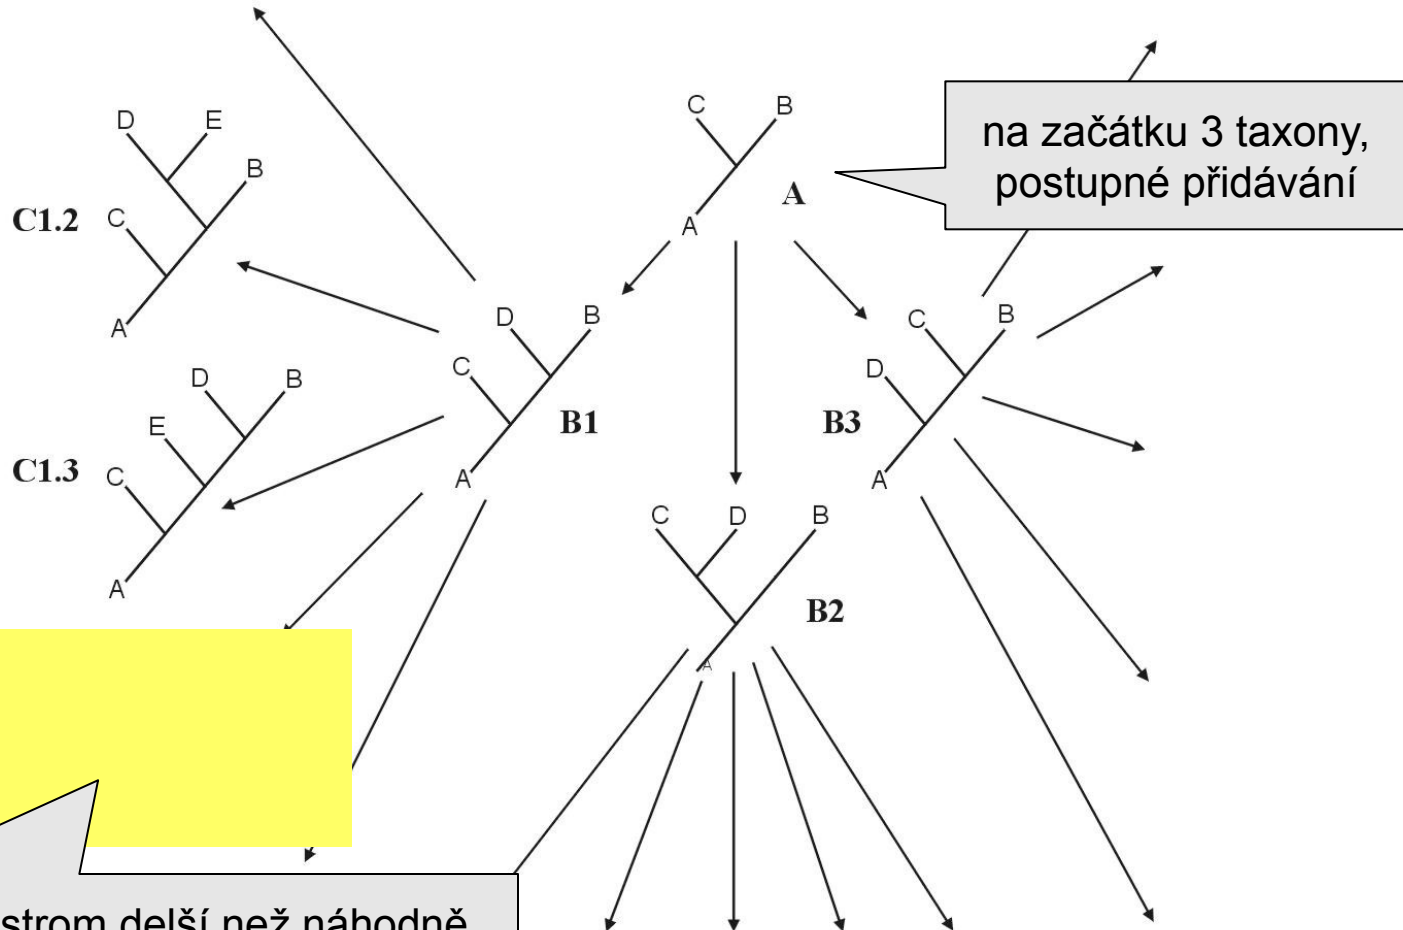 C B
na začátku 3 taxony,
postupné přidávání
A
A
D E
B
C1.2 C
A
D B
C
B1
A
C B
D
B3
A
D B
E
C1.3 C
A
C D B
B2
A
strom delší než náhodně